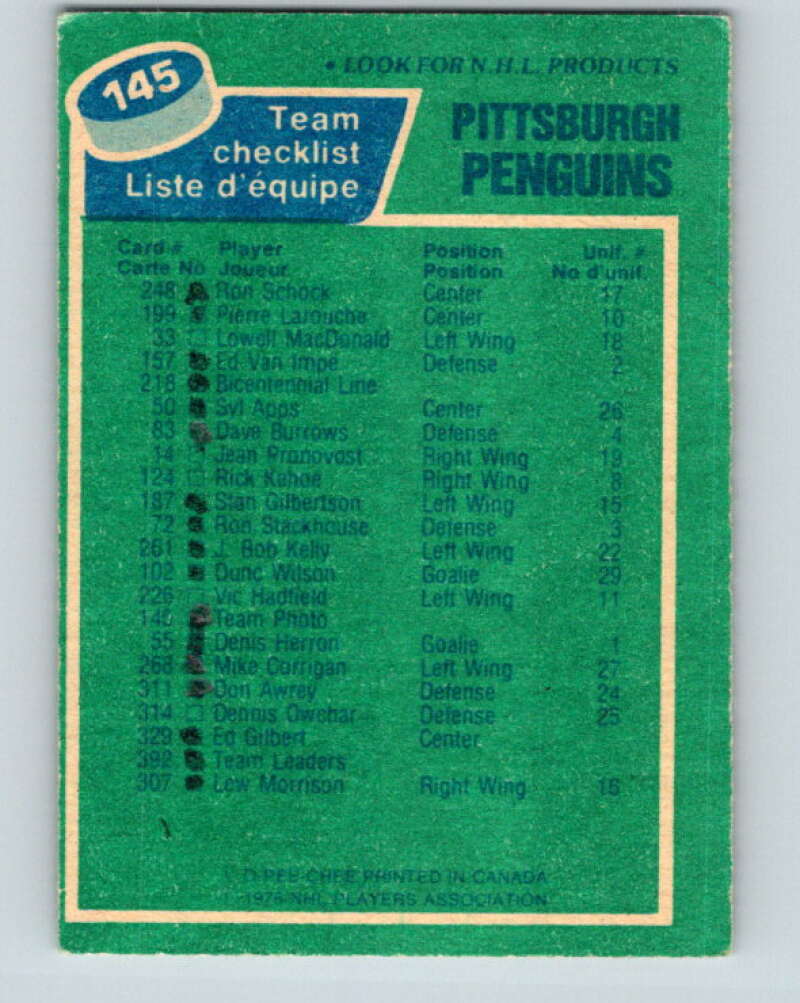 145
• LOOK FOR N.H.L. PRODUCTS
Team checklist
Liste d'équipe
PITTSBURGH PENGUINS
Card # Player Position Unif. #
Carte No Joueur Position No d'unif.
248 Ron Schock Center 17
199 Pierre Larouche Center 10
33 Lowell MacDonald Left Wing 18
157 Ed Van Impe Defense 2
218 Bicentennial Line
50 Syl Apps Center 26
83 Dave Burrows Defense 4
14 Jean Pronovost Right Wing 19
124 Rick Kehoe Right Wing 8
187 Stan Gilbertson Left Wing 15
72 Ron Stackhouse Defense 3
261 J. Bob Kelly Left Wing 22
102 Dunc Wilson Goalie 29
226 Vic Hadfield Left Wing 11
145 Team Photo
55 Denis Herron Goalie 1
268 Mike Corrigan Left Wing 27
311 Don Awrey Defense 24
314 Dennis Owchar Defense 25
329 Ed Gilbert Center
392 Team Leaders
307 Lew Morrison Right Wing 16
O-PEE-CHEE PRINTED IN CANADA
1976 NHL PLAYERS ASSOCIATION